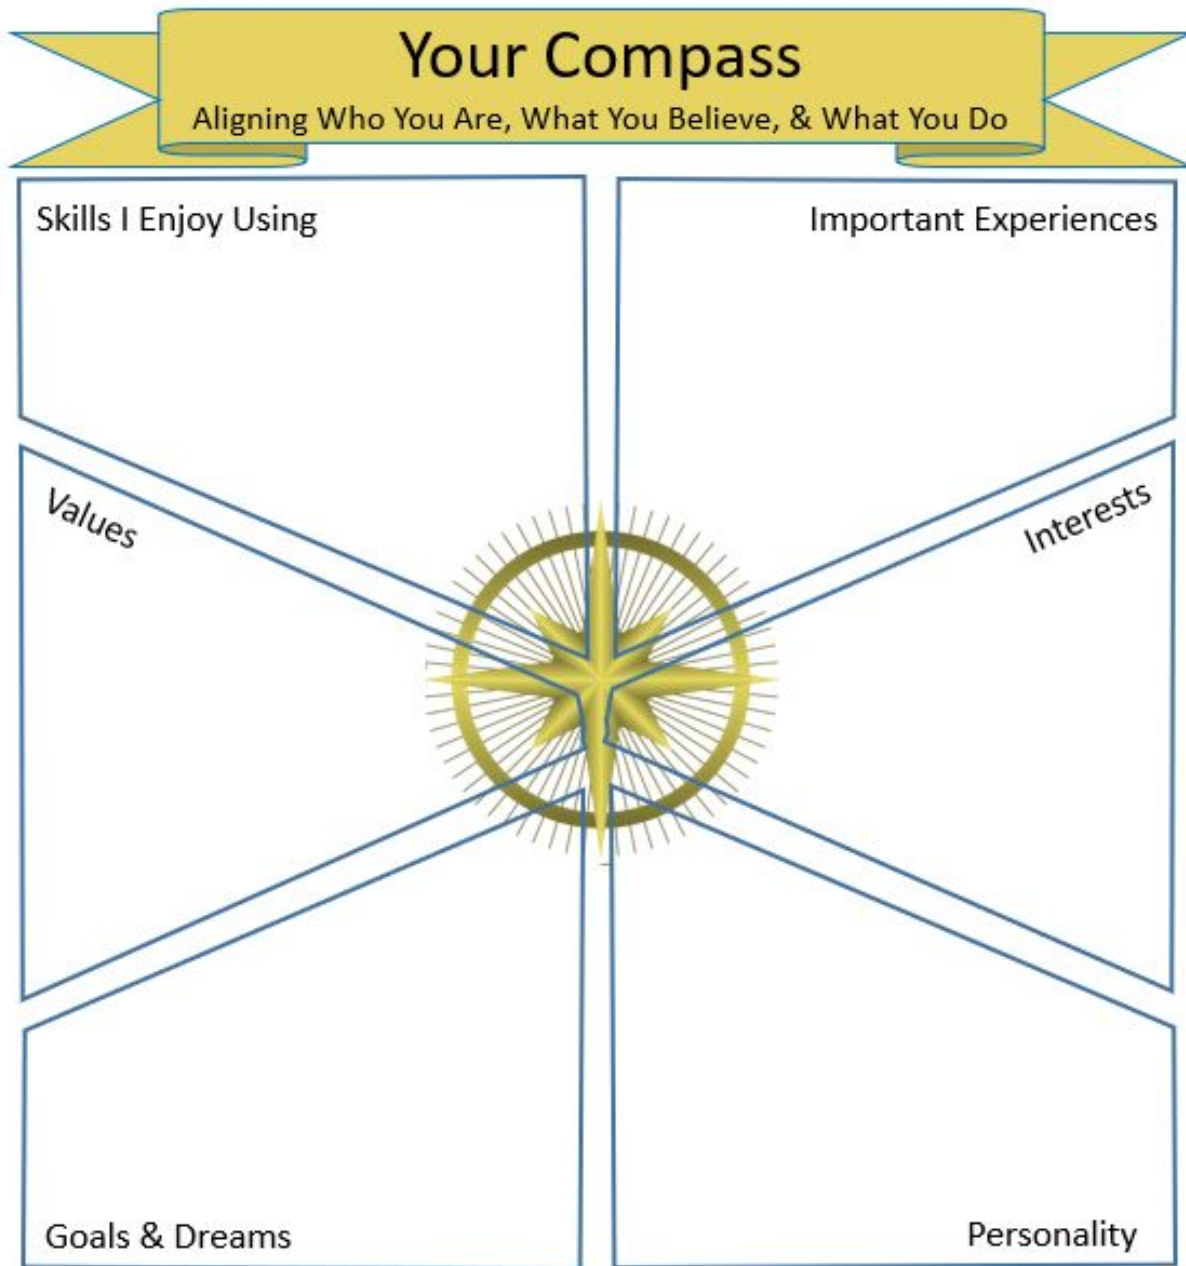 Your Compass
Aligning Who You Are, What You Believe, & What You Do
Skills I Enjoy Using
Important Experiences
Values
Interests
Goals & Dreams
Personality